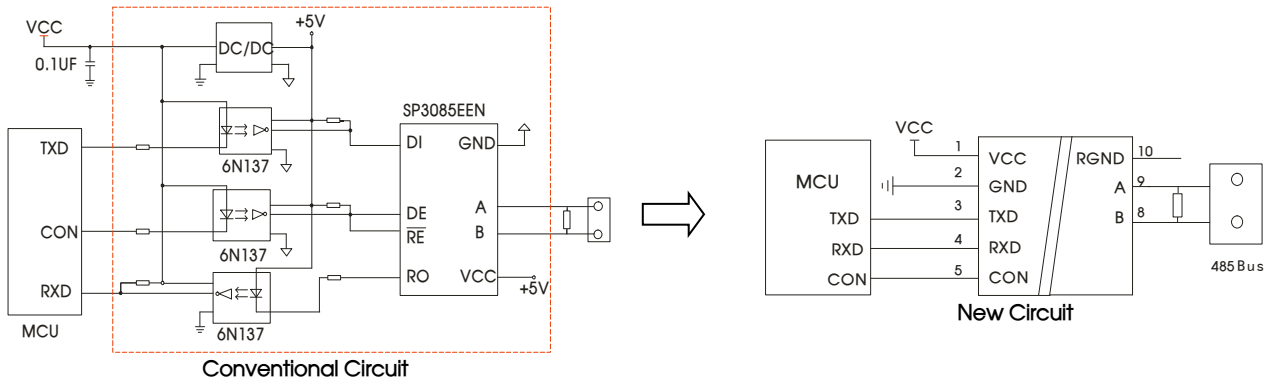 VCC
0.1UF
DC/DC
+5V
SP3085EEN
TXD
6N137
DI
GND
CON
6N137
DE
RE
A
B
RXD
6N137
RO
VCC
+5V
MCU
Conventional Circuit
MCU
TXD
RXD
CON
VCC
1
2
3
4
5
VCC
GND
TXD
RXD
CON
RGND
A
B
10
9
8
485Bus
New Circuit